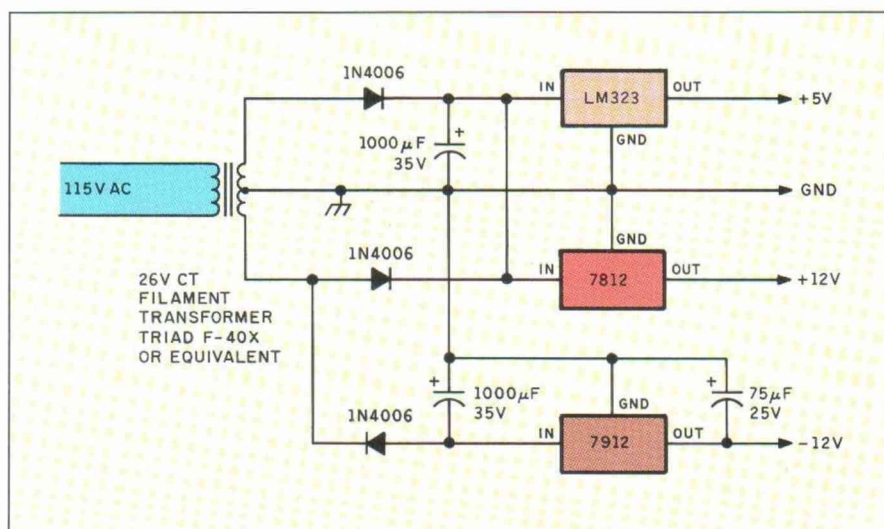 1N4006
IN
LM323
OUT
+5V
1000μF
35V
+
GND
115V AC
GND
GND
1N4006
IN
7812
OUT
+12V
26V CT
FILAMENT
TRANSFORMER
TRIAD F-40X
OR EQUIVALENT
+
1000μF
35V
GND
+
75μF
25V
1N4006
IN
7912
OUT
-12V